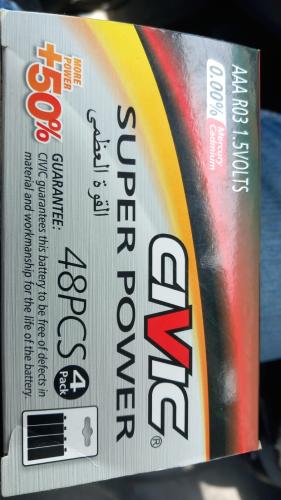 AAA R03 1.5VOLTS
0.00% Mercury
Cadmium
CIVIC®
SUPER POWER
القوة العظمى
48PCS 4
Pack
MORE
POWER
+50%
GUARANTEE:
CIVIC guarantees this battery to be free of defects in
material and workmanship for the life of the battery.